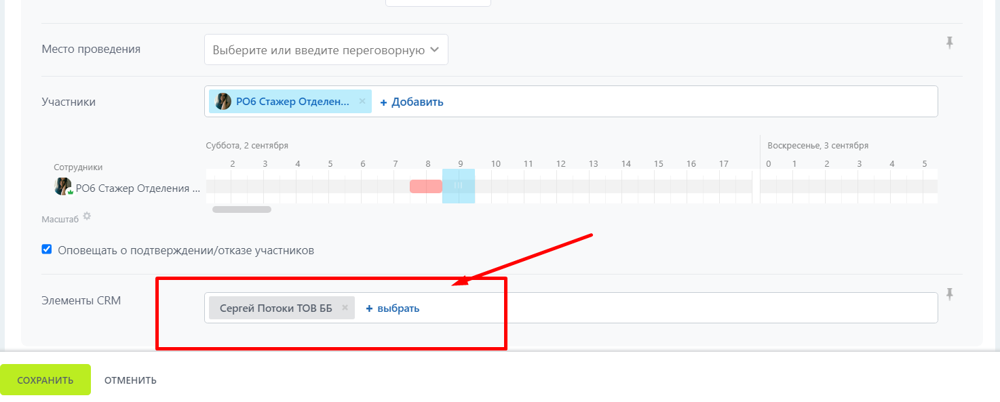 Место проведения
Выберите или введите переговорную
Участники
РО6 Стажер Отделен...
× + Добавить
Суббота, 2 сентября
Воскресенье, 3 сентября
2 3 4 5 6 7 8 9 10 11 12 13 14 15 16 17 0 1 2 3 4 5
Сотрудники
РО6 Стажер Отделения ...
Масштаб
Оповещать о подтверждении/отказе участников
Элементы CRM
Сергей Потоки ТОВ ББ × + выбрать
СОХРАНИТЬ ОТМЕНИТЬ